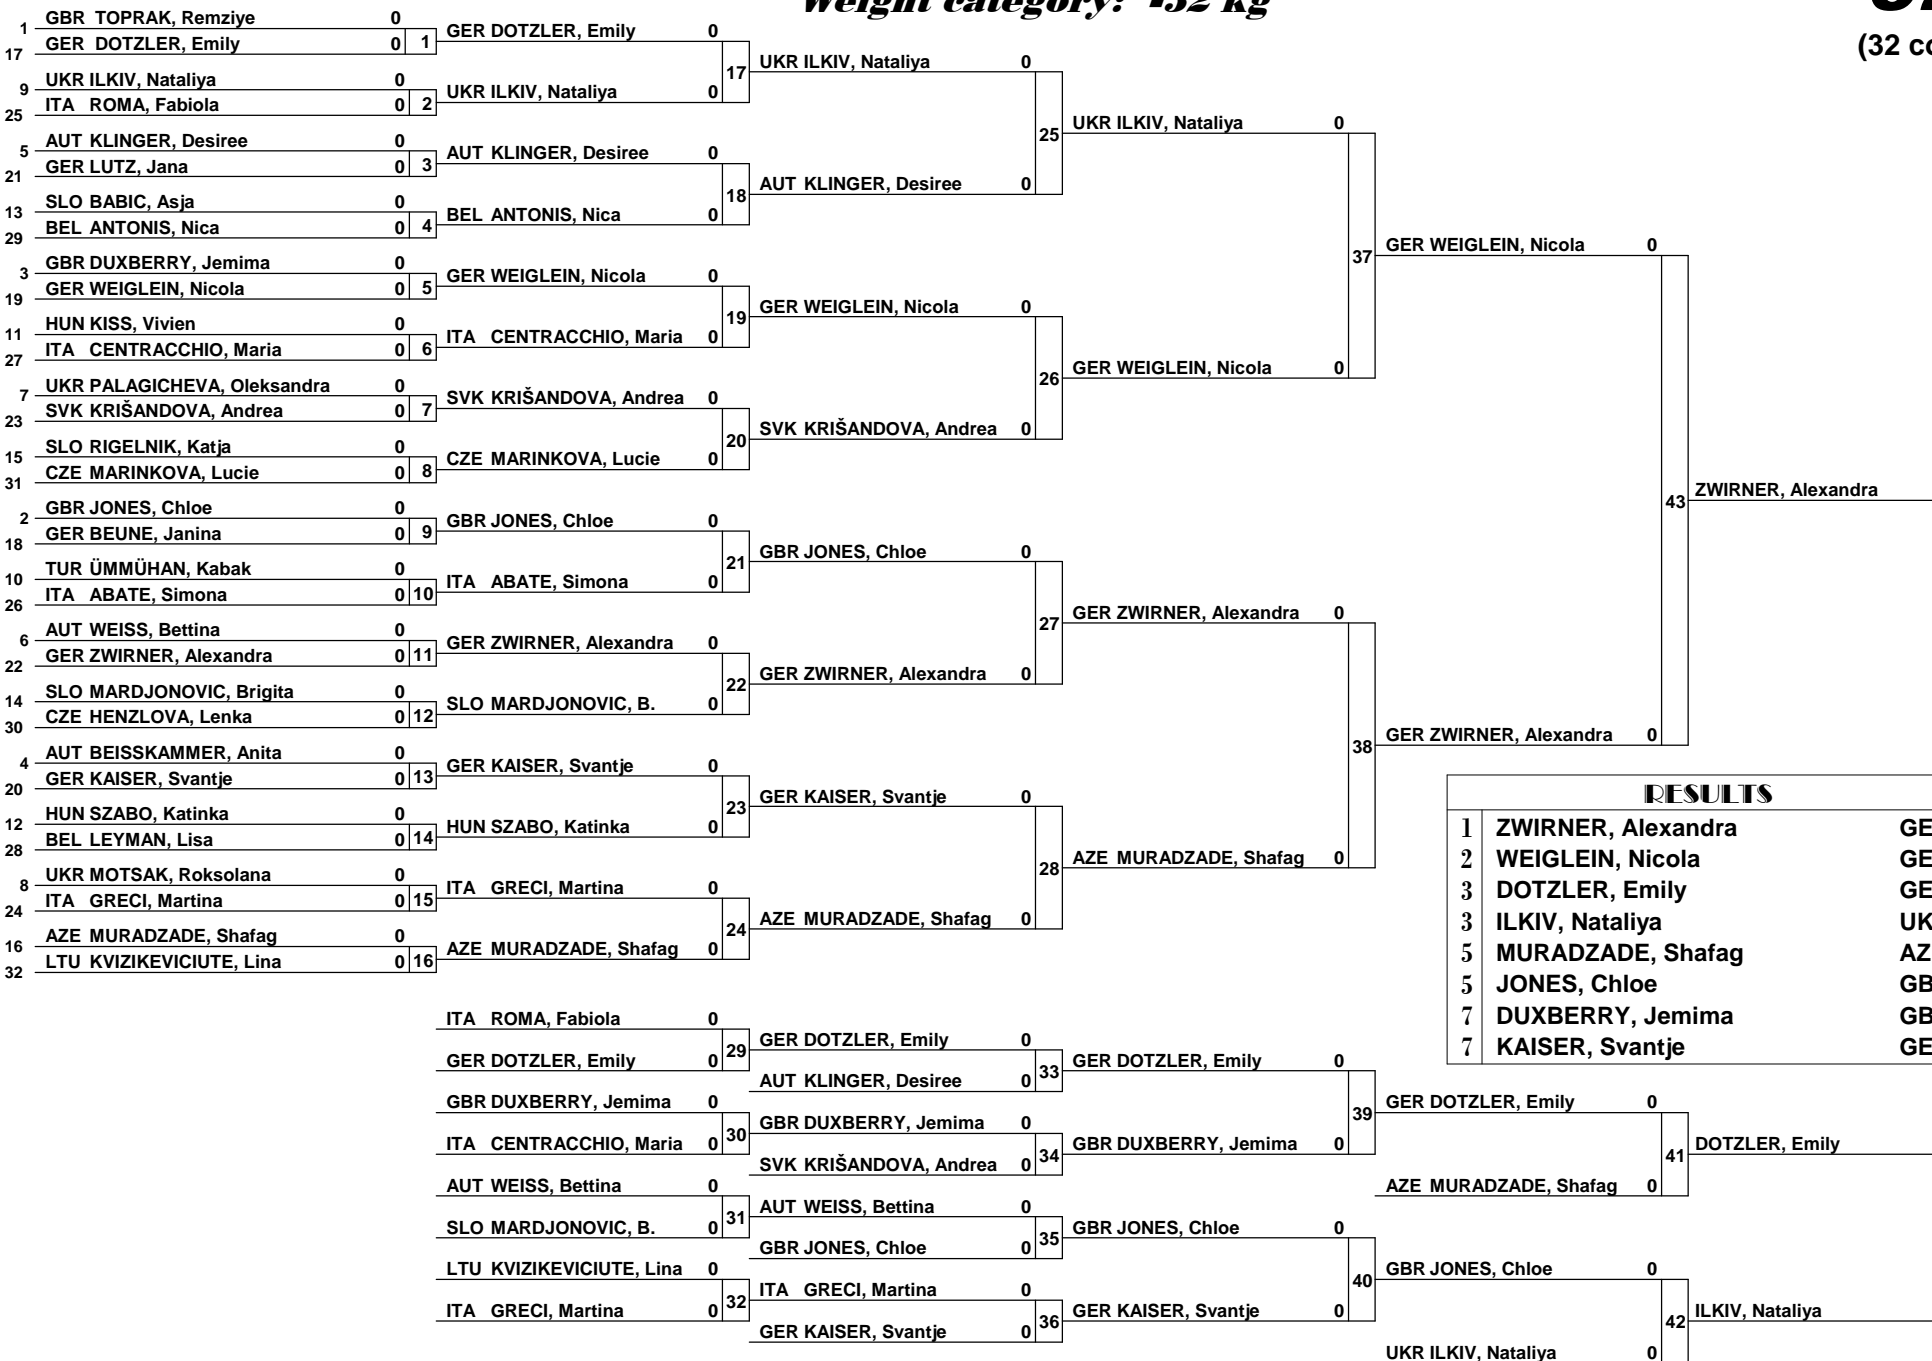 Weight category: -52 kg
(32 co
1 GBR TOPRAK, Remziye 0
17 GER DOTZLER, Emily 0 1
9 UKR ILKIV, Nataliya 0
25 ITA ROMA, Fabiola 0 2
5 AUT KLINGER, Desiree 0
21 GER LUTZ, Jana 0 3
13 SLO BABIC, Asja 0
29 BEL ANTONIS, Nica 0 4
3 GBR DUXBERRY, Jemima 0
19 GER WEIGLEIN, Nicola 0 5
11 HUN KISS, Vivien 0
27 ITA CENTRACCHIO, Maria 0 6
7 UKR PALAGICHEVA, Oleksandra 0
23 SVK KRIŠANDOVA, Andrea 0 7
15 SLO RIGELNIK, Katja 0
31 CZE MARINKOVA, Lucie 0 8
2 GBR JONES, Chloe 0
18 GER BEUNE, Janina 0 9
10 TUR ÜMMÜHAN, Kabak 0
26 ITA ABATE, Simona 0 10
6 AUT WEISS, Bettina 0
22 GER ZWIRNER, Alexandra 0 11
14 SLO MARDJONOVIC, Brigita 0
30 CZE HENZLOVA, Lenka 0 12
4 AUT BEISSKAMMER, Anita 0
20 GER KAISER, Svantje 0 13
12 HUN SZABO, Katinka 0
28 BEL LEYMAN, Lisa 0 14
8 UKR MOTSAK, Roksolana 0
24 ITA GRECI, Martina 0 15
16 AZE MURADZADE, Shafag 0
32 LTU KVIZIKEVICIUTE, Lina 0 16
GER DOTZLER, Emily 0
17
UKR ILKIV, Nataliya 0
AUT KLINGER, Desiree 0
18
BEL ANTONIS, Nica 0
GER WEIGLEIN, Nicola 0
19
ITA CENTRACCHIO, Maria 0
SVK KRIŠANDOVA, Andrea 0
20
CZE MARINKOVA, Lucie 0
GBR JONES, Chloe 0
21
ITA ABATE, Simona 0
GER ZWIRNER, Alexandra 0
22
SLO MARDJONOVIC, B. 0
GER KAISER, Svantje 0
23
HUN SZABO, Katinka 0
ITA GRECI, Martina 0
24
AZE MURADZADE, Shafag 0
UKR ILKIV, Nataliya 0
25
AUT KLINGER, Desiree 0
GER WEIGLEIN, Nicola 0
26
SVK KRIŠANDOVA, Andrea 0
GBR JONES, Chloe 0
27
GER ZWIRNER, Alexandra 0
GER KAISER, Svantje 0
28
AZE MURADZADE, Shafag 0
UKR ILKIV, Nataliya 0
37
GER WEIGLEIN, Nicola 0
GER ZWIRNER, Alexandra 0
38
AZE MURADZADE, Shafag 0
GER WEIGLEIN, Nicola 0
43
GER ZWIRNER, Alexandra 0
ZWIRNER, Alexandra
RESULTS
1 ZWIRNER, Alexandra GE
2 WEIGLEIN, Nicola GE
3 DOTZLER, Emily GE
3 ILKIV, Nataliya UK
5 MURADZADE, Shafag AZ
5 JONES, Chloe GB
7 DUXBERRY, Jemima GB
7 KAISER, Svantje GE
ITA ROMA, Fabiola 0
29
GER DOTZLER, Emily 0
GBR DUXBERRY, Jemima 0
30
ITA CENTRACCHIO, Maria 0
AUT WEISS, Bettina 0
31
SLO MARDJONOVIC, B. 0
LTU KVIZIKEVICIUTE, Lina 0
32
ITA GRECI, Martina 0
GER DOTZLER, Emily 0
AUT KLINGER, Desiree 0 33
GBR DUXBERRY, Jemima 0
SVK KRIŠANDOVA, Andrea 0 34
AUT WEISS, Bettina 0
GBR JONES, Chloe 0 35
ITA GRECI, Martina 0
GER KAISER, Svantje 0 36
GER DOTZLER, Emily 0
39
GBR DUXBERRY, Jemima 0
GBR JONES, Chloe 0
40
GER KAISER, Svantje 0
GER DOTZLER, Emily 0
41
AZE MURADZADE, Shafag 0
GBR JONES, Chloe 0
42
UKR ILKIV, Nataliya 0
DOTZLER, Emily
ILKIV, Nataliya